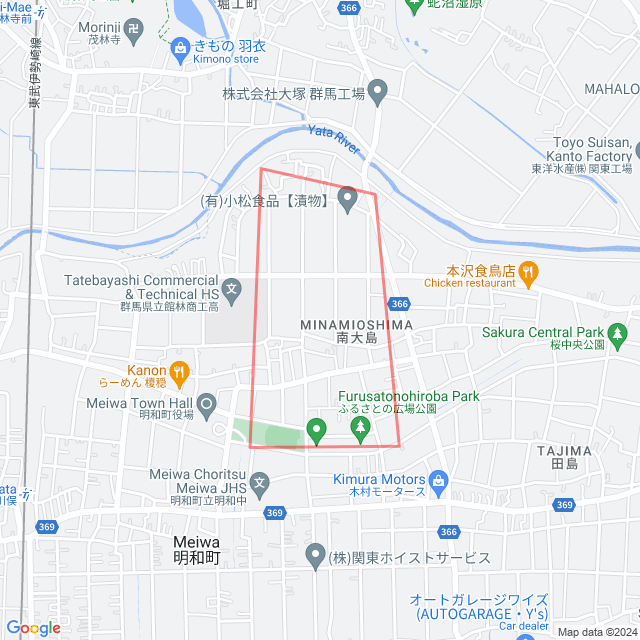 i-Mae
林寺前
堀工町
366
蛇沼湿原
Morinji
茂林寺
東武伊勢崎線
きもの 羽衣
Kimono store
株式会社大塚 群馬工場
MAHALO
Yata River
Toyo Suisan,
Kanto Factory
東洋水産㈱ 関東工場
(有)小松食品【漬物】
Tatebayashi Commercial
& Technical HS
群馬県立館林商工高
本沢食鳥店
Chicken restaurant
366
MINAMIOSHIMA
南大島
Sakura Central Park
桜中央公園
Kanon
らーめん 榎穏
Meiwa Town Hall
明和町役場
Furusatonohiroba Park
ふるさとの広場公園
TAJIMA
田島
Meiwa Choritsu
Meiwa JHS
明和町立明和中
Kimura Motors
木村モータース
ata
川俣
369
369
369
Meiwa
明和町
366
(株)関東ホイストサービス
オートガレージワイズ
(AUTOGARAGE・Y's)
Car dealer
Google
Map data ©2024